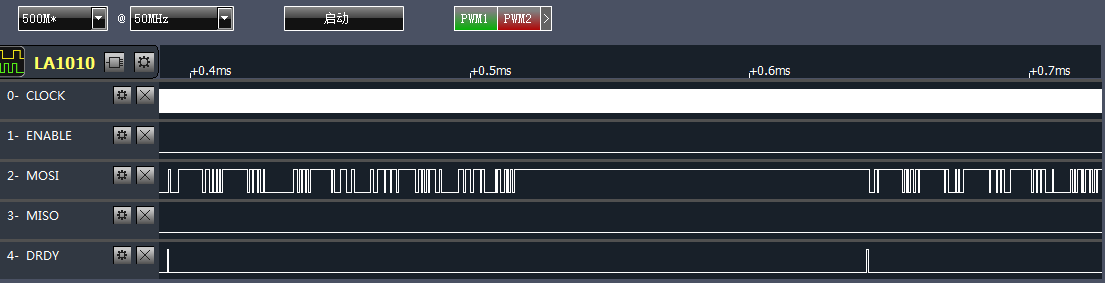 500M* @ 50MHz 启动 PWM1 PWM2 >
LA1010 +0.4ms +0.5ms +0.6ms +0.7ms
0- CLOCK
1- ENABLE
2- MOSI
3- MISO
4- DRDY